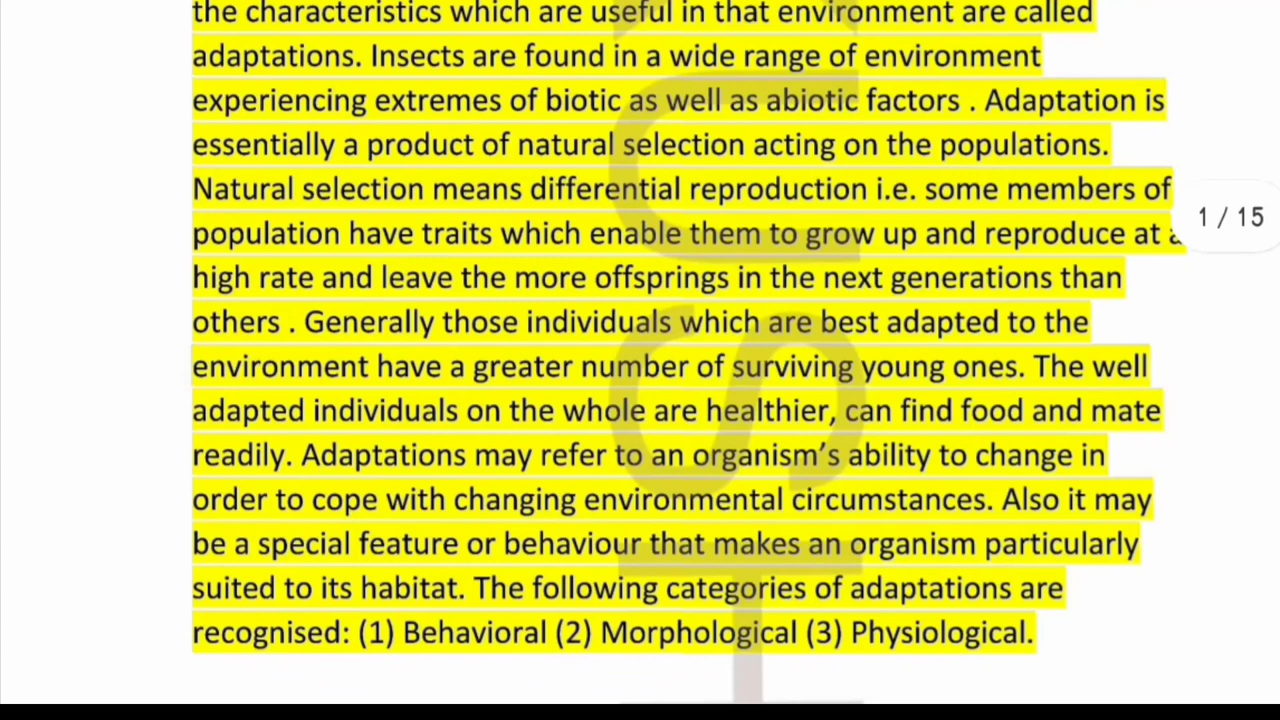 the characteristics which are useful in that environment are called
adaptations. Insects are found in a wide range of environment
experiencing extremes of biotic as well as abiotic factors . Adaptation is
essentially a product of natural selection acting on the populations.
Natural selection means differential reproduction i.e. some members of
population have traits which enable them to grow up and reproduce at a
high rate and leave the more offsprings in the next generations than
others . Generally those individuals which are best adapted to the
environment have a greater number of surviving young ones. The well
adapted individuals on the whole are healthier, can find food and mate
readily. Adaptations may refer to an organism’s ability to change in
order to cope with changing environmental circumstances. Also it may
be a special feature or behaviour that makes an organism particularly
suited to its habitat. The following categories of adaptations are
recognised: (1) Behavioral (2) Morphological (3) Physiological.
1 / 15